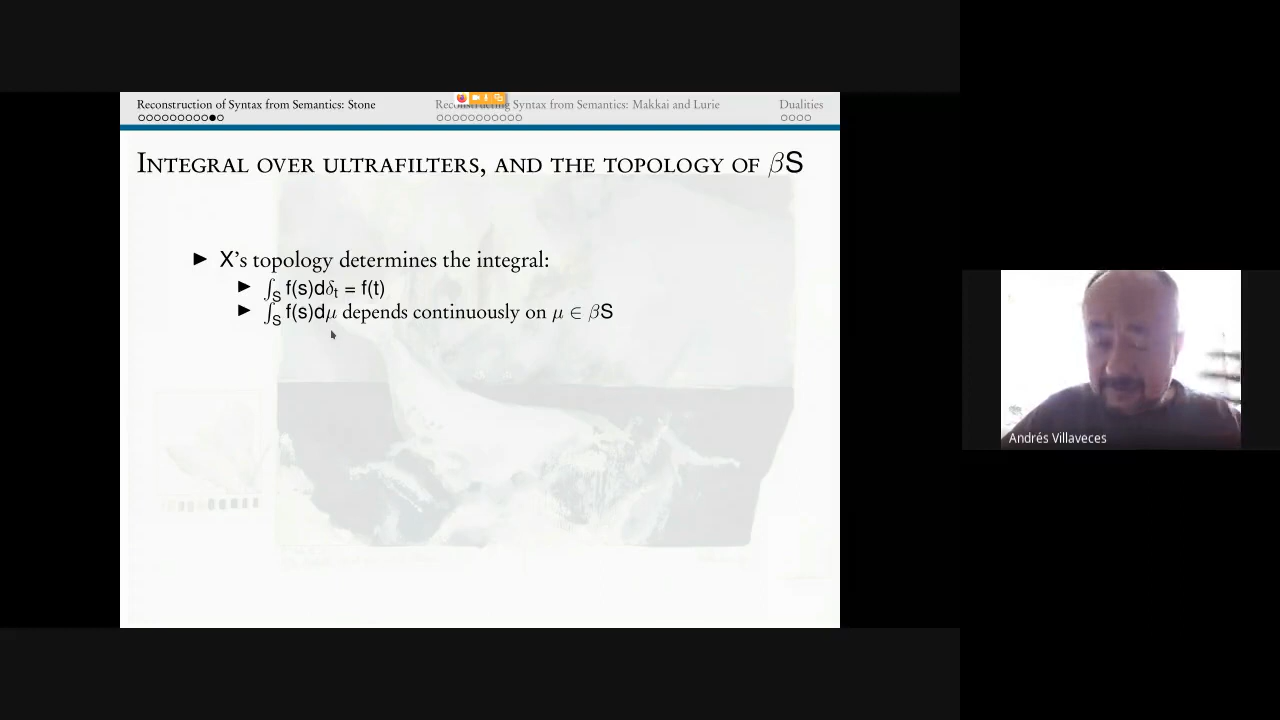 Reconstruction of Syntax from Semantics: Stone
Reconstructing Syntax from Semantics: Makkai and Lurie
Dualities
Integral over ultrafilters, and the topology of βS
► X’s topology determines the integral:
► ∫S f(s)dδt = f(t)
► ∫S f(s)dμ depends continuously on μ ∈ βS
Andrés Villaveces